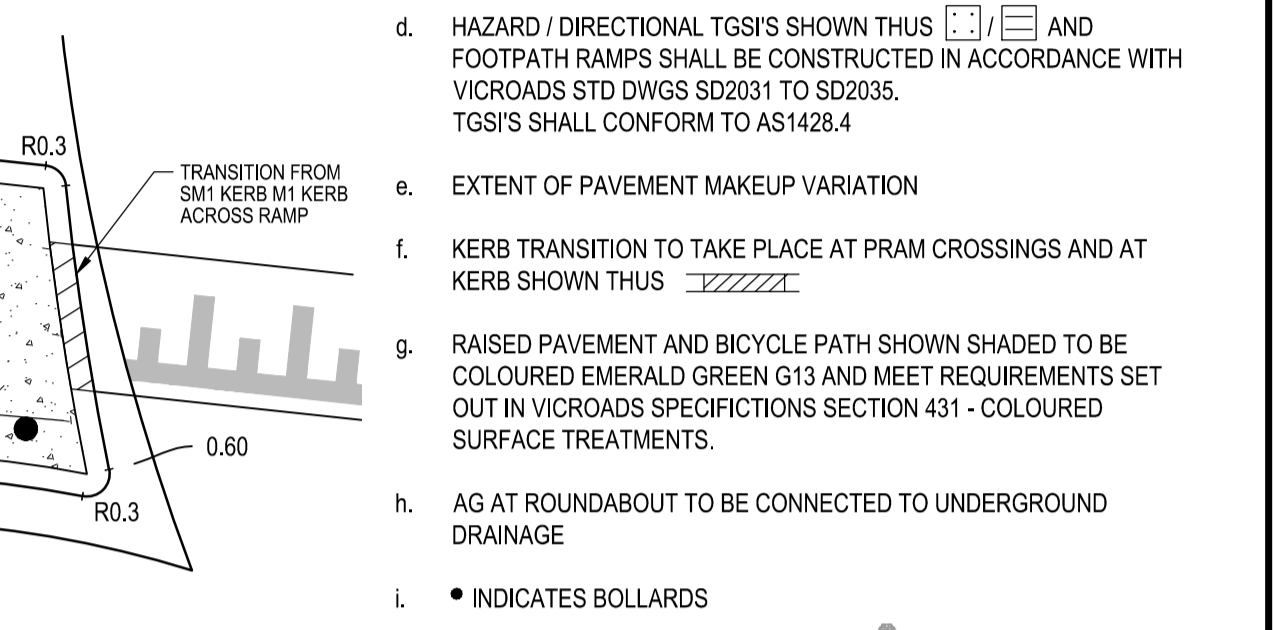 R0.3
TRANSITION FROM
SM1 KERB M1 KERB
ACROSS RAMP
0.60
R0.3
d. HAZARD / DIRECTIONAL TGSI'S SHOWN THUS / AND
FOOTPATH RAMPS SHALL BE CONSTRUCTED IN ACCORDANCE WITH
VICROADS STD DWGS SD2031 TO SD2035.
TGSI'S SHALL CONFORM TO AS1428.4
e. EXTENT OF PAVEMENT MAKEUP VARIATION
f. KERB TRANSITION TO TAKE PLACE AT PRAM CROSSINGS AND AT
KERB SHOWN THUS
g. RAISED PAVEMENT AND BICYCLE PATH SHOWN SHADED TO BE
COLOURED EMERALD GREEN G13 AND MEET REQUIREMENTS SET
OUT IN VICROADS SPECIFICTIONS SECTION 431 - COLOURED
SURFACE TREATMENTS.
h. AG AT ROUNDABOUT TO BE CONNECTED TO UNDERGROUND
DRAINAGE
i. ● INDICATES BOLLARDS